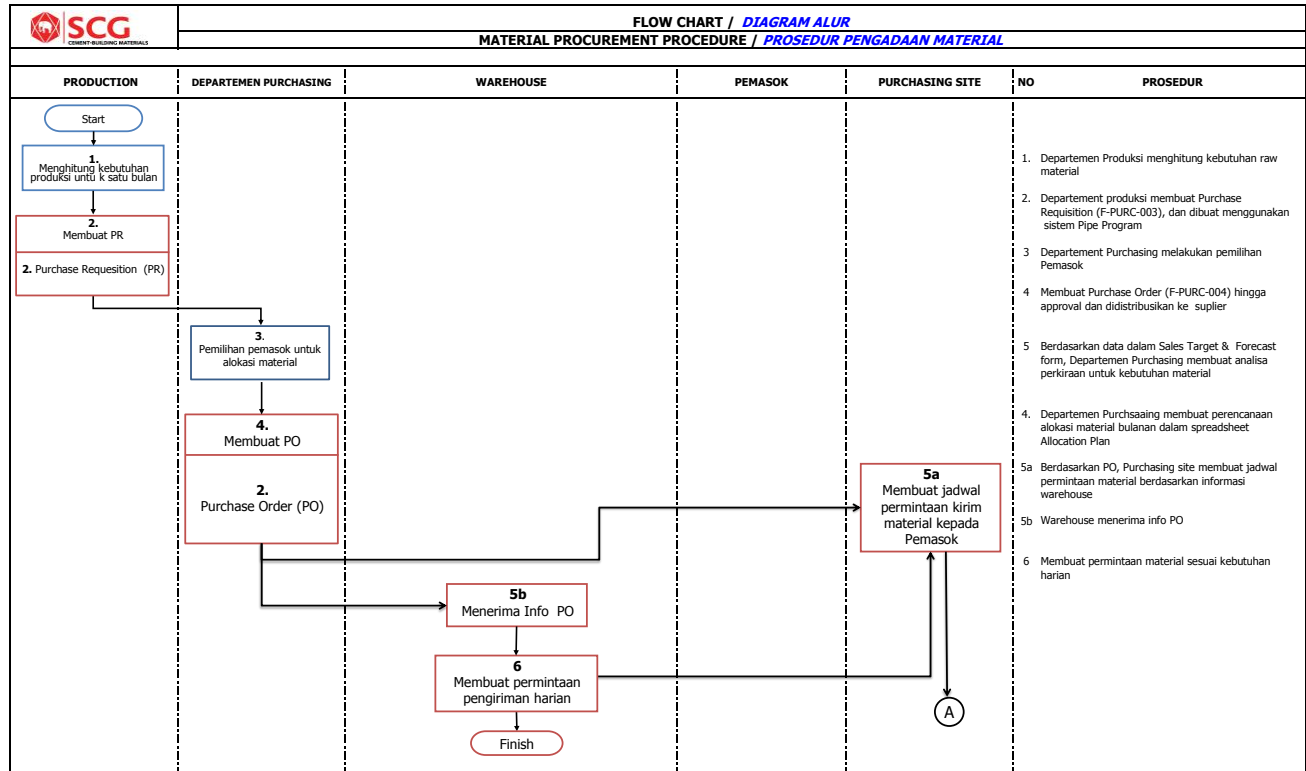 SCG
CEMENT-BUILDING MATERIALS
FLOW CHART / DIAGRAM ALUR
MATERIAL PROCUREMENT PROCEDURE / PROSEDUR PENGADAAN MATERIAL
PRODUCTION
DEPARTEMEN PURCHASING
WAREHOUSE
PEMASOK
PURCHASING SITE
NO
PROSEDUR
Start
1.
Menghitung kebutuhan
produksi untu k satu bulan
2.
Membuat PR
2. Purchase Requesition (PR)
3.
Pemilihan pemasok untuk
alokasi material
4.
Membuat PO
2.
Purchase Order (PO)
5a
Membuat jadwal
permintaan kirim
material kepada
Pemasok
5b
Menerima Info PO
6
Membuat permintaan
pengiriman harian
Finish
A
1. Departemen Produksi menghitung kebutuhan raw
material
2. Department produksi membuat Purchase
Requisition (F-PURC-003), dan dibuat menggunakan
sistem Pipe Program
3 Departement Purchasing melakukan pemilihan
Pemasok
4 Membuat Purchase Order (F-PURC-004) hingga
approval dan didistribusikan ke suplier
5 Berdasarkan data dalam Sales Target & Forecast
form, Departemen Purchasing membuat analisa
perkiraan untuk kebutuhan material
4. Departemen Purchsaaing membuat perencanaan
alokasi material bulanan dalam spreadsheet
Allocation Plan
5a Berdasarkan PO, Purchasing site membuat jadwal
permintaan material berdasarkan informasi
warehouse
5b Warehouse menerima info PO
6 Membuat permintaan material sesuai kebutuhan
harian